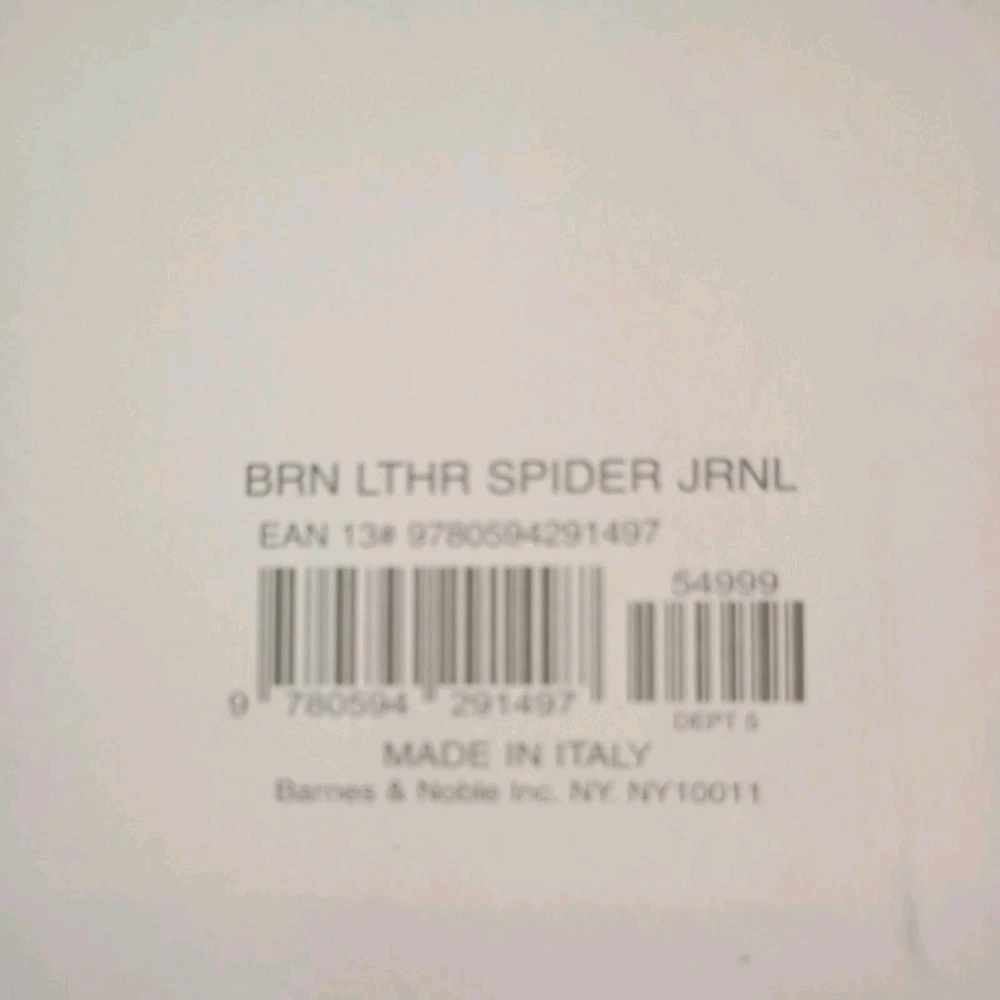 BRN LTHR SPIDER JRNL
EAN 13# 9780594291497
54999
9 780594 291497
DEPT 5
MADE IN ITALY
Barnes & Noble Inc. NY. NY10011